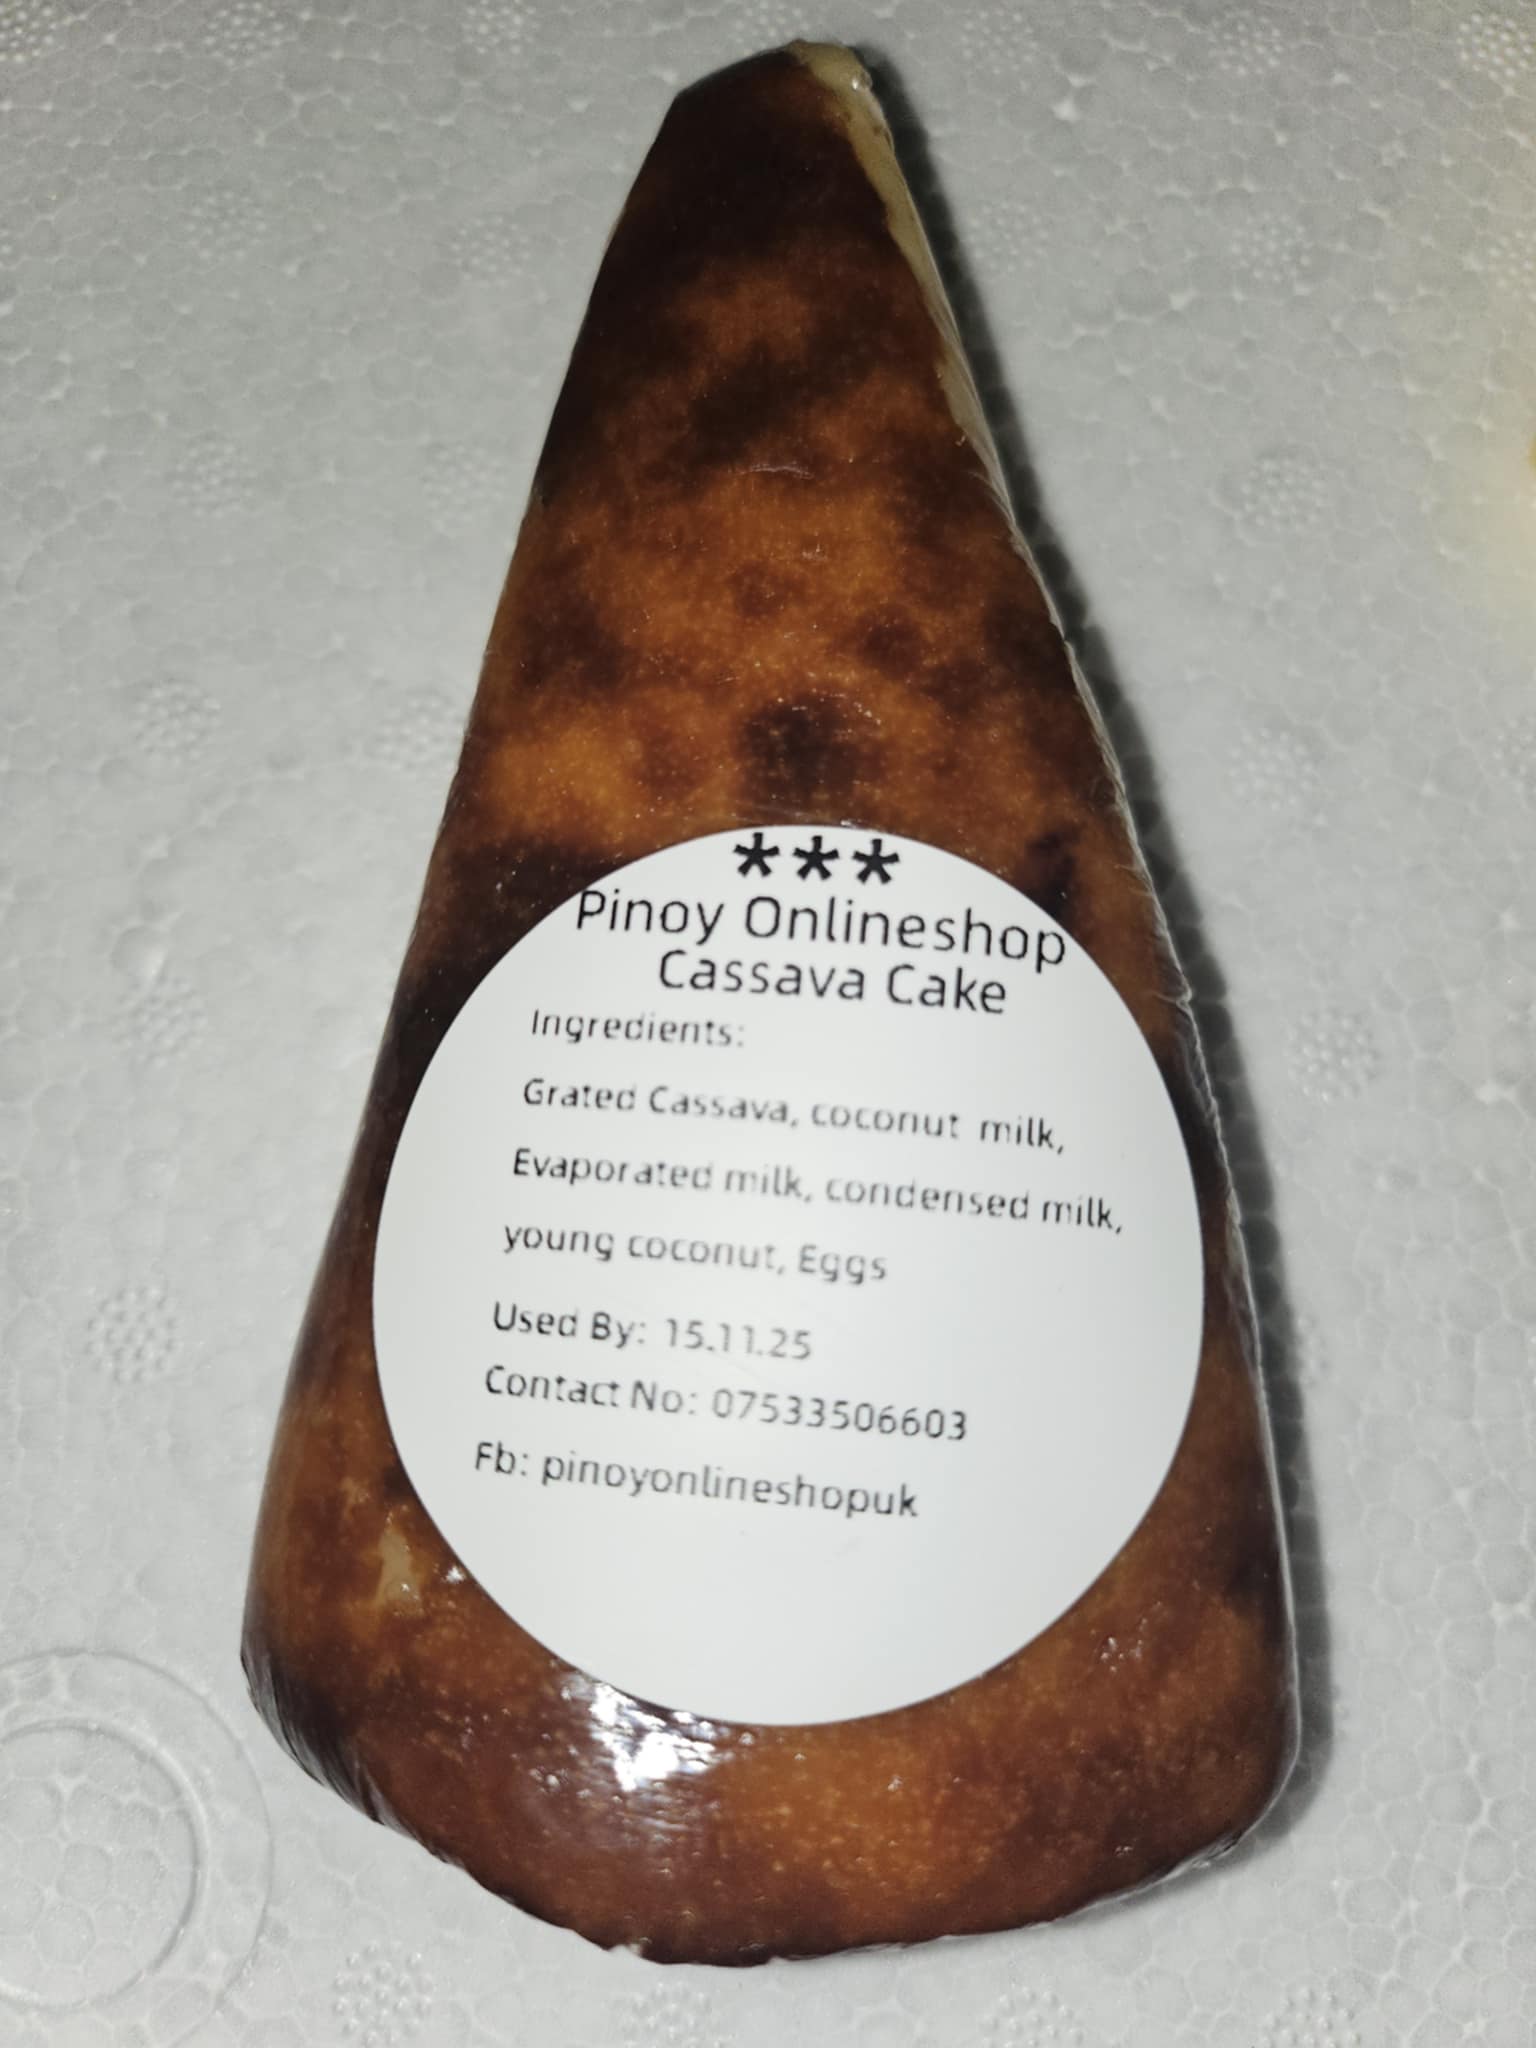 ***
Pinoy Onlineshop
Cassava Cake
Ingredients:
Grated Cassava, coconut milk,
Evaporated milk, condensed milk,
young coconut, Eggs
Used By: 15.11.25
Contact No: 07533506603
Fb: pinoyonlineshopuk